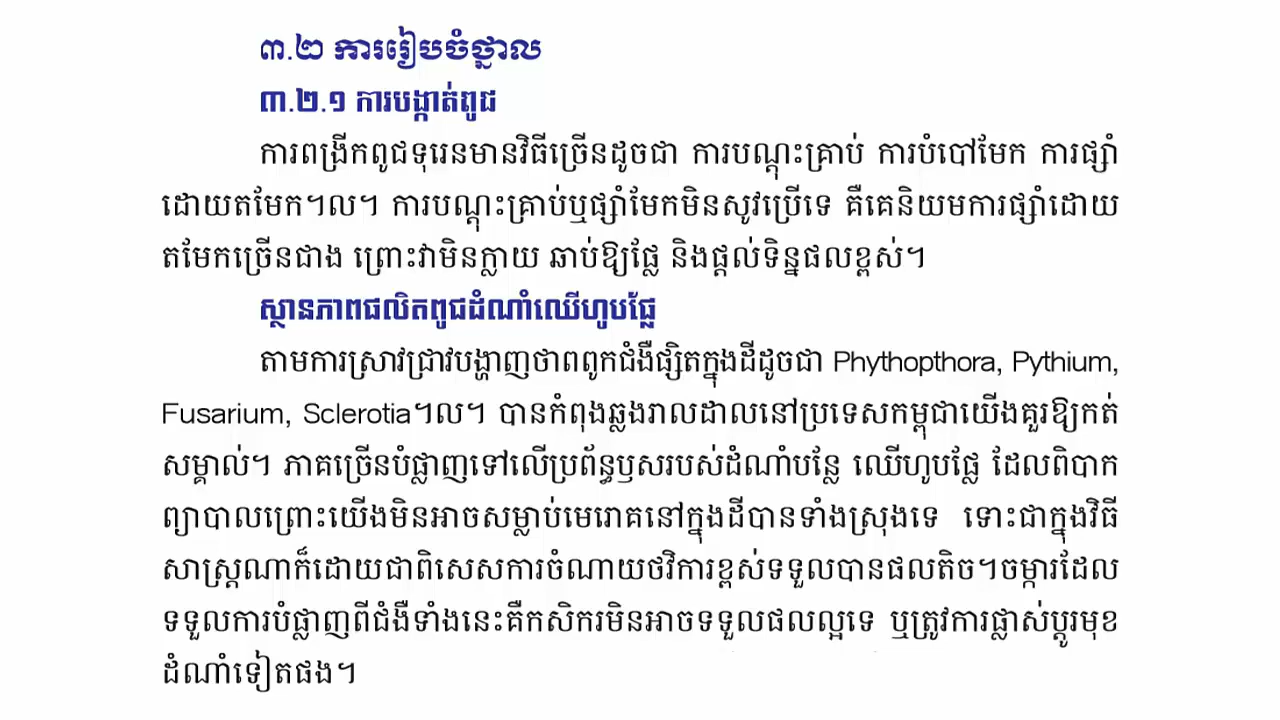 ៣.២ ការរៀបចំថ្នាល
៣.២.១ ការបង្កាត់ពូជ
ការពង្រីកពូជទុរេនមានវិធីច្រើនដូចជា ការបណ្តុះគ្រាប់ ការបំបៅមែក ការផ្សាំ
ដោយតមែក។ល។ ការបណ្តុះគ្រាប់ឬផ្សាំមែកមិនសូវប្រើទេ គឺគេនិយមការផ្សាំដោយ
តមែកច្រើនជាង ព្រោះវាមិនក្លាយ ឆាប់ឱ្យផ្លែ និងផ្តល់ទិន្នផលខ្ពស់។
ស្ថានភាពផលិតពូជដំណាំឈើហូបផ្លែ
តាមការស្រាវជ្រាវបង្ហាញថាពពូកជំងឺផ្សិតក្នុងដីដូចជា Phythopthora, Pythium,
Fusarium, Sclerotia។ល។ បានកំពុងឆ្លងរាលដាលនៅប្រទេសកម្ពុជាយើងគួរឱ្យកត់
សម្គាល់។ ភាគច្រើនបំផ្លាញទៅលើប្រព័ន្ធឫសរបស់ដំណាំបន្លែ ឈើហូបផ្លែ ដែលពិបាក
ព្យាបាលព្រោះយើងមិនអាចសម្លាប់មេរោគនៅក្នុងដីបានទាំងស្រុងទេ ទោះជាក្នុងវិធី
សាស្ត្រណាក៏ដោយជាពិសេសការចំណាយថវិការខ្ពស់ទទួលបានផលតិច។ចម្ការដែល
ទទួលការបំផ្លាញពីជំងឺទាំងនេះគឺកសិករមិនអាចទទួលផលល្អទេ ឬត្រូវការផ្លាស់ប្តូរមុខ
ដំណាំទៀតផង។